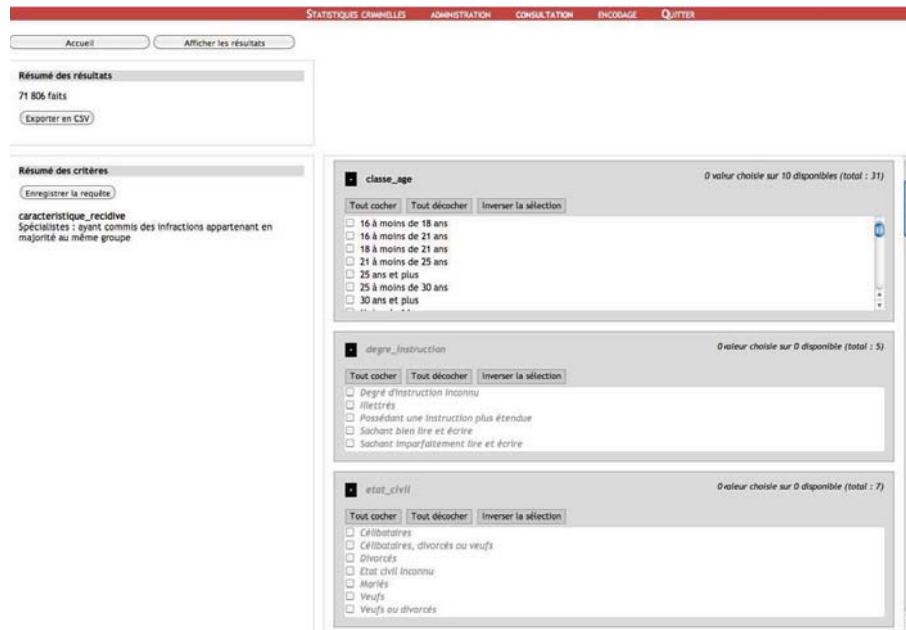 STATISTIQUES CRIMINELLES ADMINISTRATION CONSULTATION ENCODAGE QUITTER
Accueil Afficher les résultats
Résumé des résultats
71 806 faits
Exporter en CSV
Résumé des critères
Enregistrer la requête
caracteristique_recidive
Spécialistes : ayant commis des infractions appartenant en
majorité au même groupe
classe_age 0 valeur choisie sur 10 disponibles (total : 31)
Tout cocher Tout décocher Inverser la sélection
16 à moins de 18 ans
16 à moins de 21 ans
18 à moins de 21 ans
21 à moins de 25 ans
25 ans et plus
25 à moins de 30 ans
30 ans et plus
degre_instruction 0 valeur choisie sur 0 disponible (total : 5)
Tout cocher Tout décocher Inverser la sélection
Degré d'instruction inconnu
Illettrés
Possédant une instruction plus étendue
Sachant bien lire et écrire
Sachant imparfaitement lire et écrire
etat_civil 0 valeur choisie sur 0 disponible (total : 7)
Tout cocher Tout décocher Inverser la sélection
Célibataires
Célibataires, divorcés ou veufs
Divorcés
Etat civil inconnu
Mariés
Veufs
Veufs ou divorcés